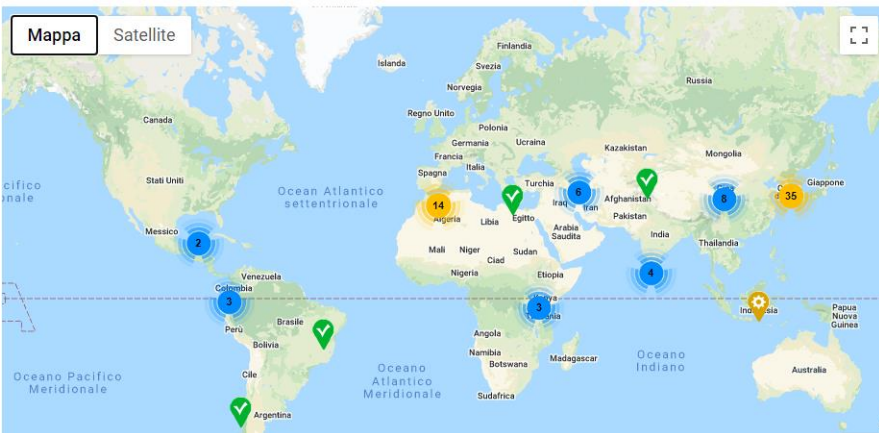 Mappa
Satellite
Finlandia
Islanda
Svezia
Norvegia
Russia
Canada
Regno Unito
Polonia
Germania
Ucraina
Kazakistan
Francia
Mongolia
Italia
Spagna
Stati Uniti
Ocean Atlantico
settentrionale
Turchia
Giappone
cifico
onale
14
6
8
35
Algeria
Libia
Egitto
Iraq
Iran
Afghanistan
Pakistan
Messico
2
Arabia
Saudita
India
Thailandia
Mali
Niger
Ciad
Sudan
Venezuela
Nigeria
Etiopia
4
Colombia
3
Kenya
3
Tanzania
Indonesia
Papua
Nuova
Guinea
Perù
Brasile
Bolivia
Angola
Namibia
Botswana
Madagascar
Oceano
Indiano
Oceano Pacifico
Meridionale
Cile
Oceano
Atlantico
Meridionale
Australia
Sudafrica
Argentina